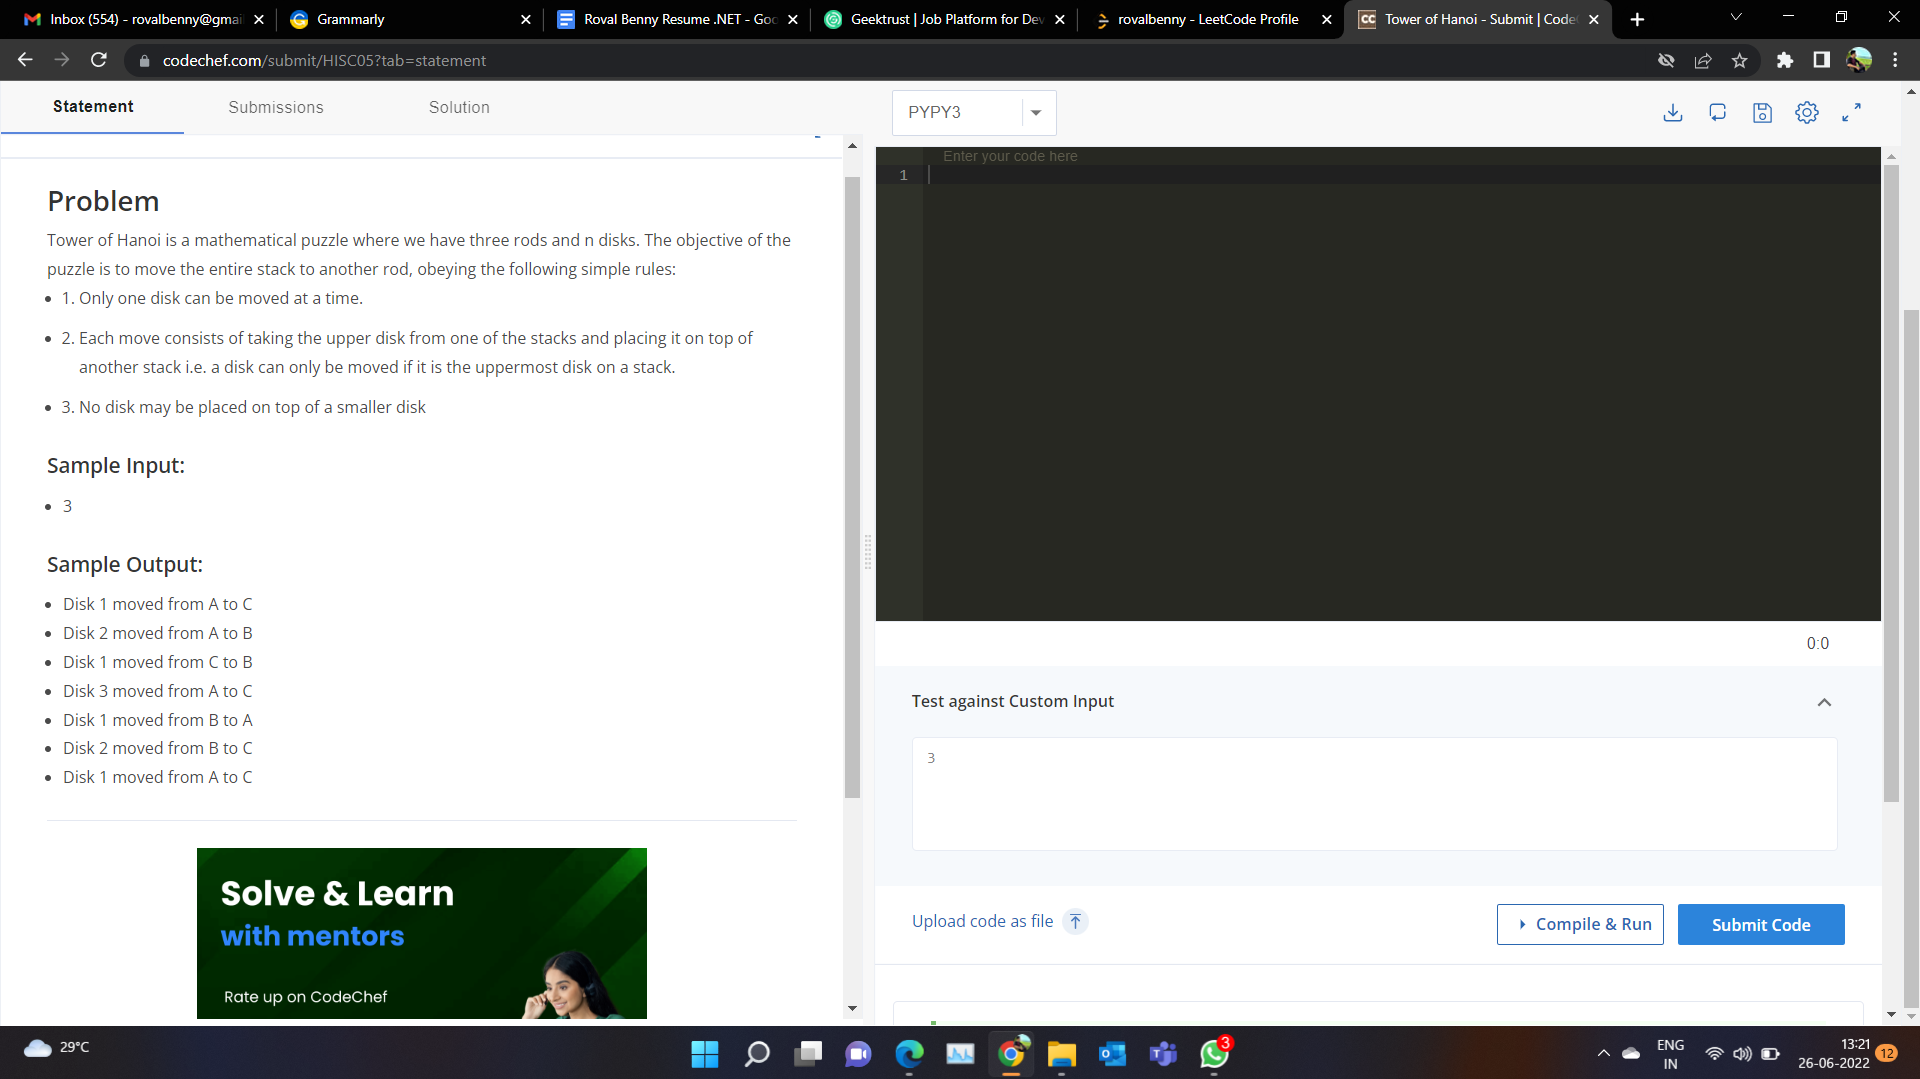 Inbox (554) - rovalbenny@gmai
Grammarly
Roval Benny Resume .NET - Goo
Geektrust | Job Platform for Dev
rovalbenny - LeetCode Profile
Tower of Hanoi - Submit | CodeC
codechef.com/submit/HISC05?tab=statement
Statement
Submissions
Solution
PYPY3
Problem
Tower of Hanoi is a mathematical puzzle where we have three rods and n disks. The objective of the
puzzle is to move the entire stack to another rod, obeying the following simple rules:
1. Only one disk can be moved at a time.
2. Each move consists of taking the upper disk from one of the stacks and placing it on top of
another stack i.e. a disk can only be moved if it is the uppermost disk on a stack.
3. No disk may be placed on top of a smaller disk
Sample Input:
3
Sample Output:
Disk 1 moved from A to C
Disk 2 moved from A to B
Disk 1 moved from C to B
Disk 3 moved from A to C
Disk 1 moved from B to A
Disk 2 moved from B to C
Disk 1 moved from A to C
Solve & Learn
with mentors
Rate up on CodeChef
Enter your code here
1
0:0
Test against Custom Input
3
Upload code as file
Compile & Run
Submit Code
29°C
3
ENG
IN
13:21
26-06-2022
12